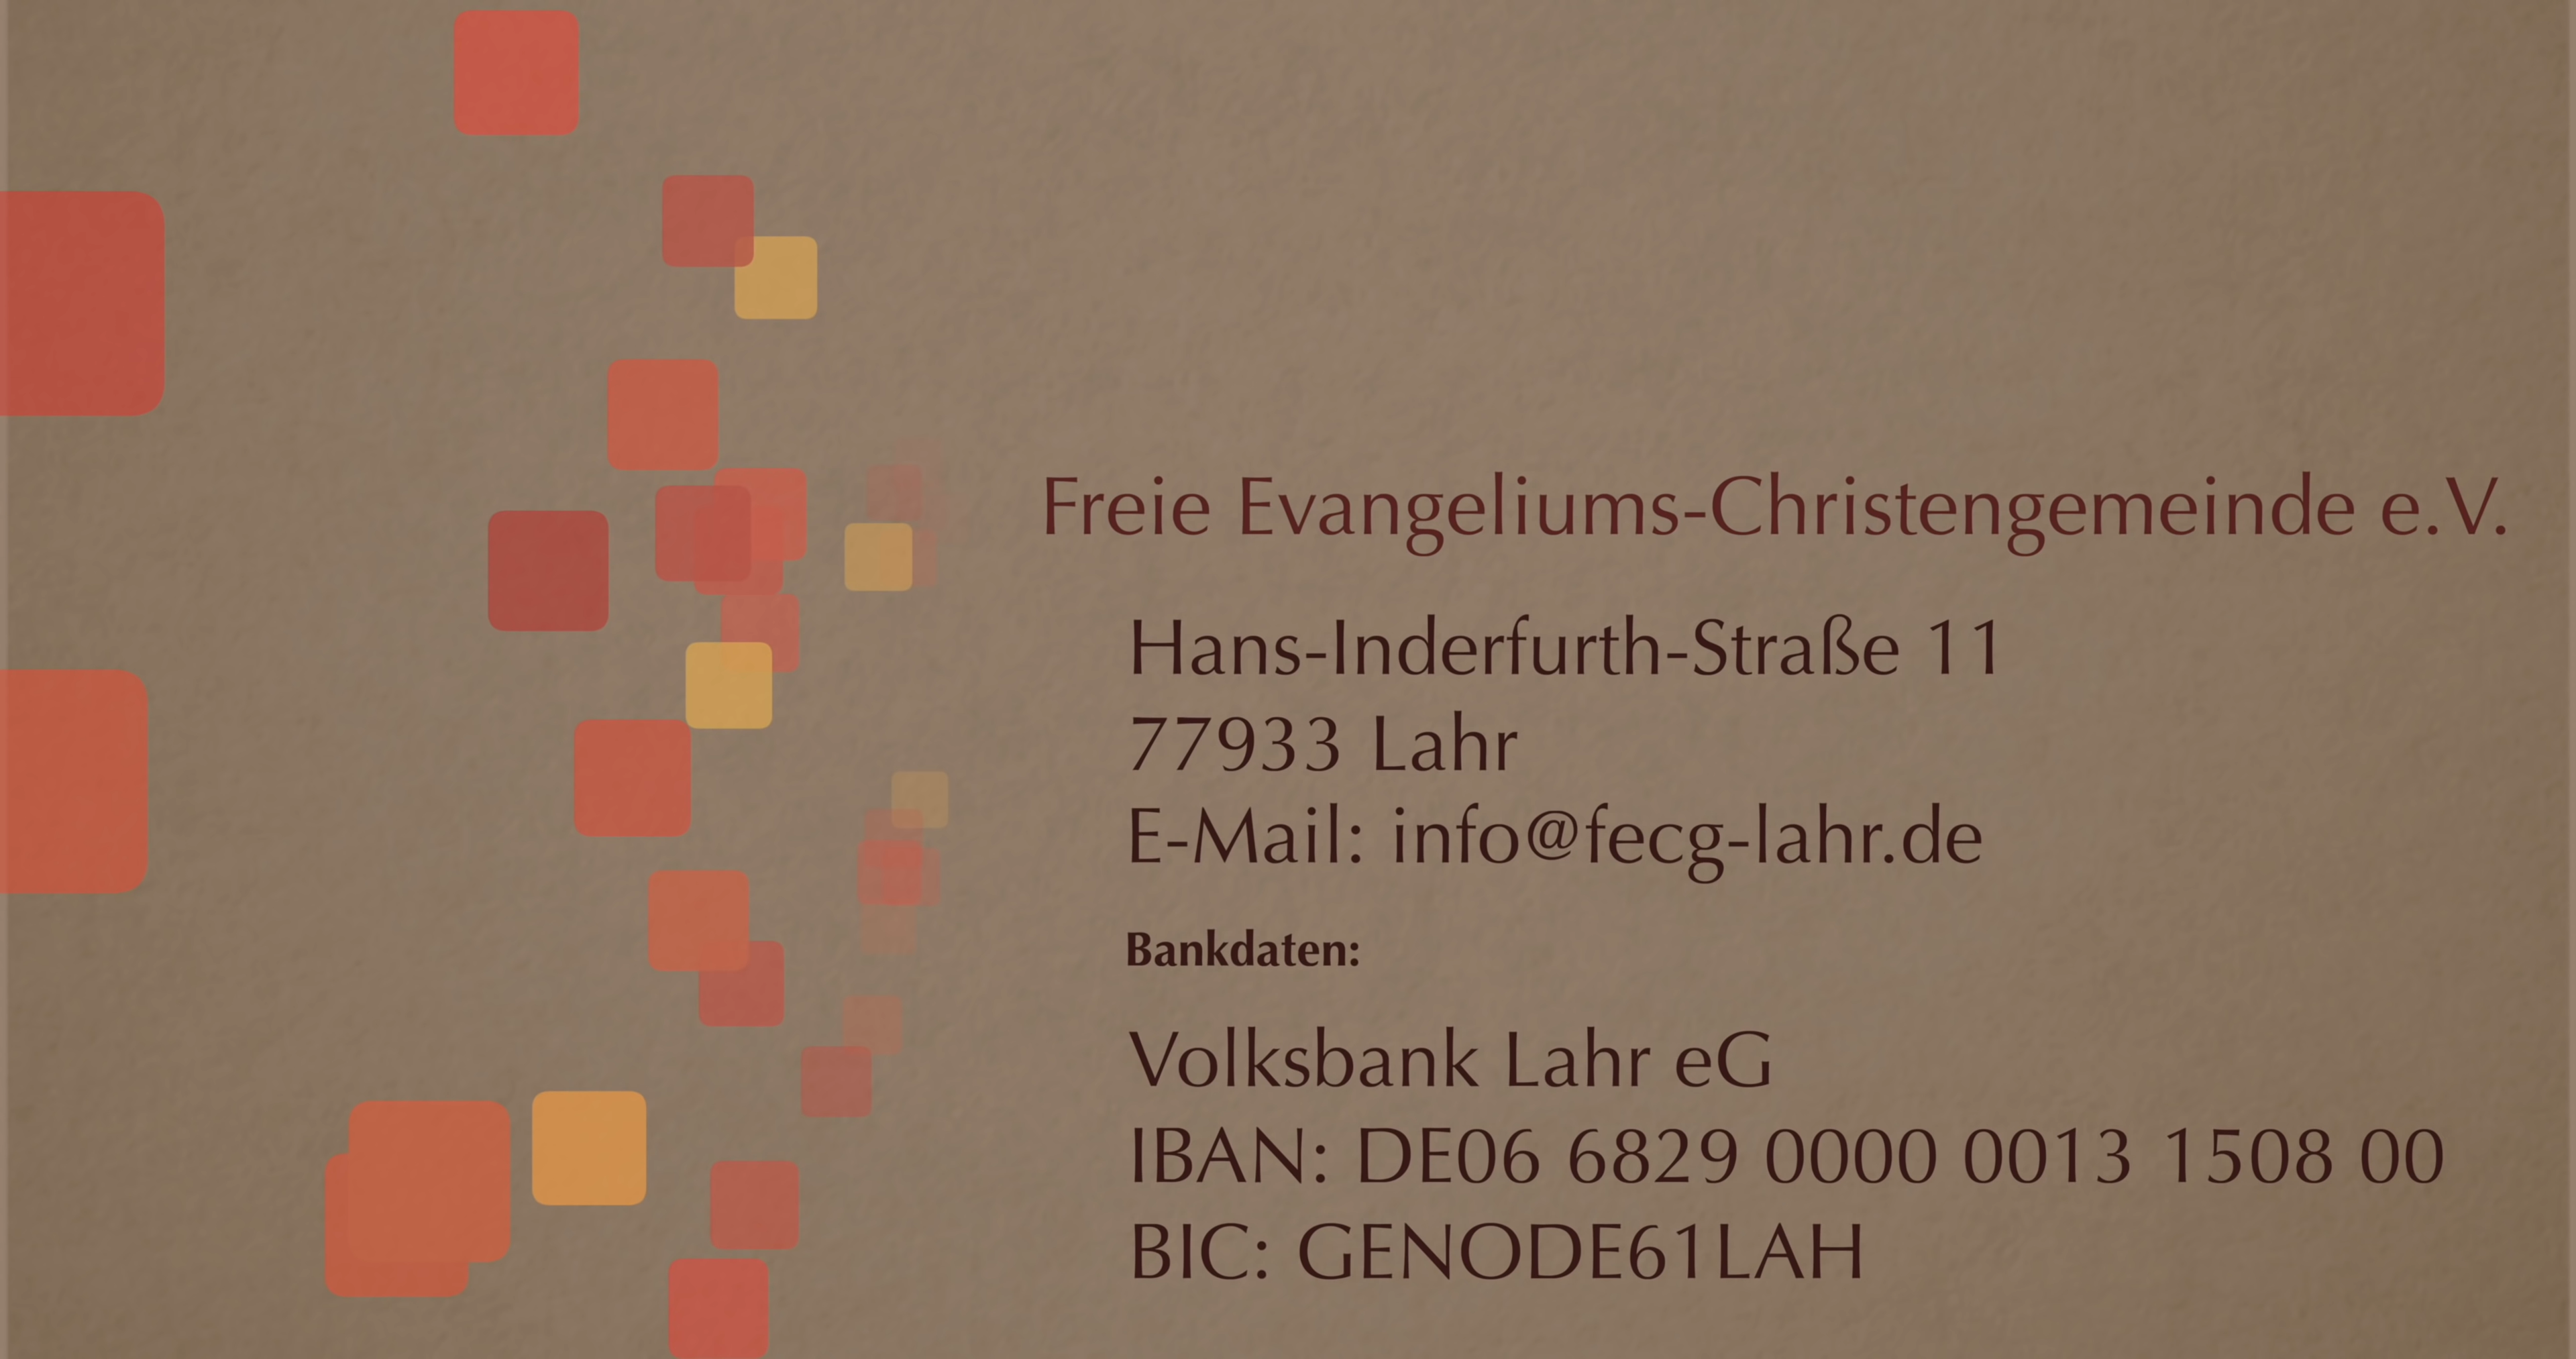 Freie Evangeliums-Christengemeinde e.V.
Hans-Inderfurth-Straße 11
77933 Lahr
E-Mail: info@fecg-lahr.de
Bankdaten:
Volksbank Lahr eG
IBAN: DE06 6829 0000 0013 1508 00
BIC: GENODE61LAH